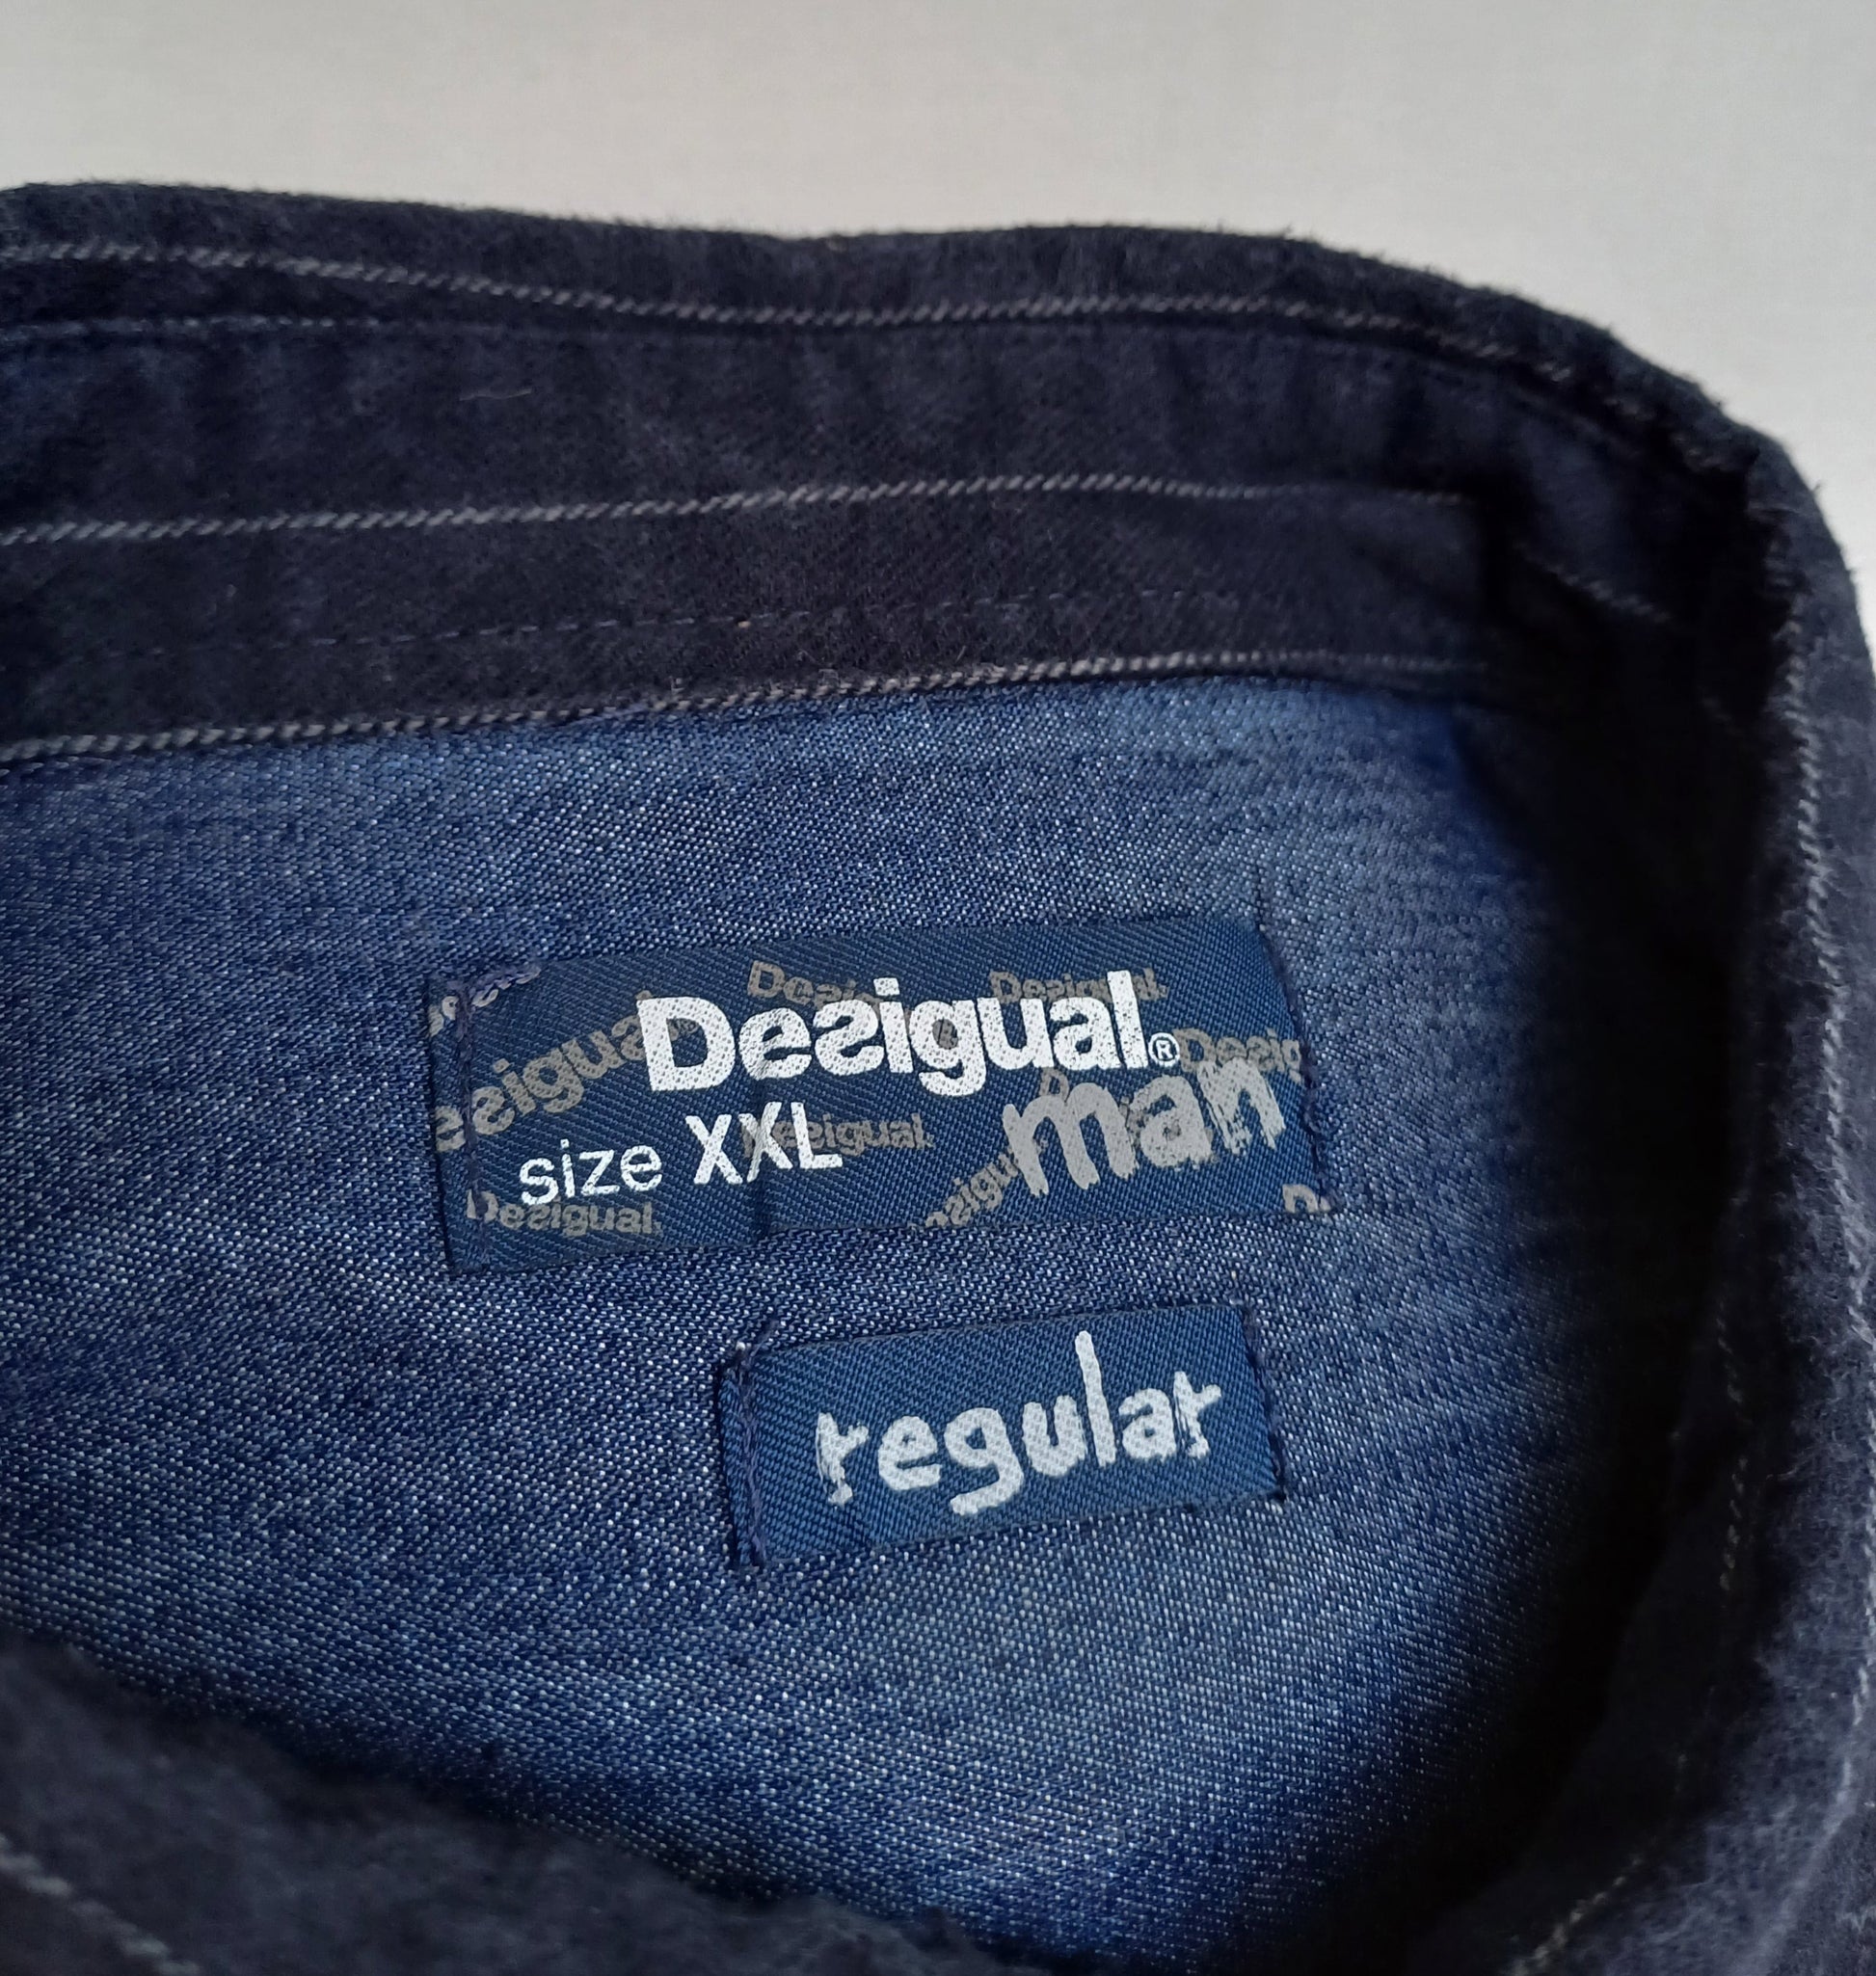 Desigual®
man
size XXL
regular